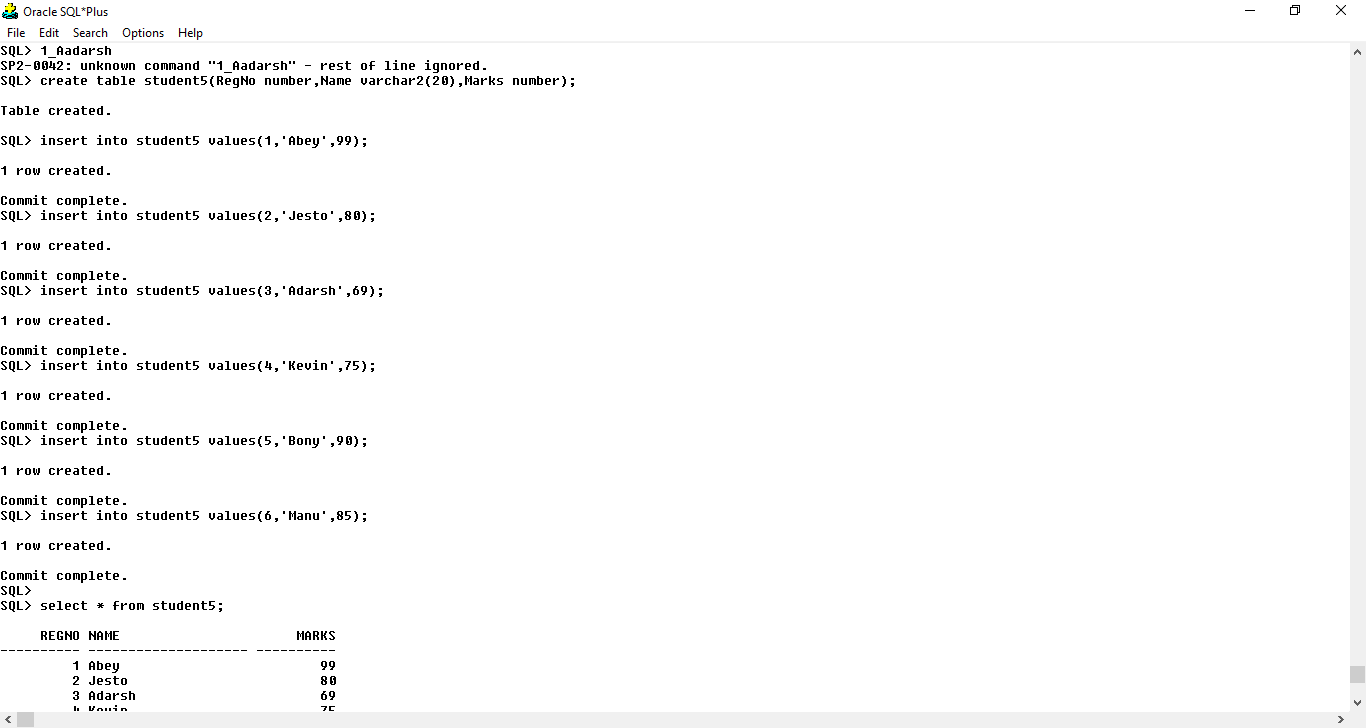 Oracle SQL*Plus
File Edit Search Options Help
SQL> 1_Aadarsh
SP2-0042: unknown command "1_Aadarsh" - rest of line ignored.
SQL> create table student5(RegNo number,Name varchar2(20),Marks number);
Table created.
SQL> insert into student5 values(1,'Abey',99);
1 row created.
Commit complete.
SQL> insert into student5 values(2,'Jesto',80);
1 row created.
Commit complete.
SQL> insert into student5 values(3,'Adarsh',69);
1 row created.
Commit complete.
SQL> insert into student5 values(4,'Kevin',75);
1 row created.
Commit complete.
SQL> insert into student5 values(5,'Bony',90);
1 row created.
Commit complete.
SQL> insert into student5 values(6,'Manu',85);
1 row created.
Commit complete.
SQL>
SQL> select * from student5;
REGNO NAME MARKS
---------- -------------------- ----------
1 Abey 99
2 Jesto 80
3 Adarsh 69
4 Kevin 75